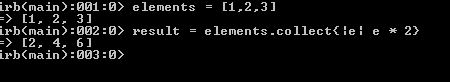 irb(main):001:0> elements = [1,2,3]
=> [1, 2, 3]
irb(main):002:0> result = elements.collect{|e| e * 2}
=> [2, 4, 6]
irb(main):003:0>